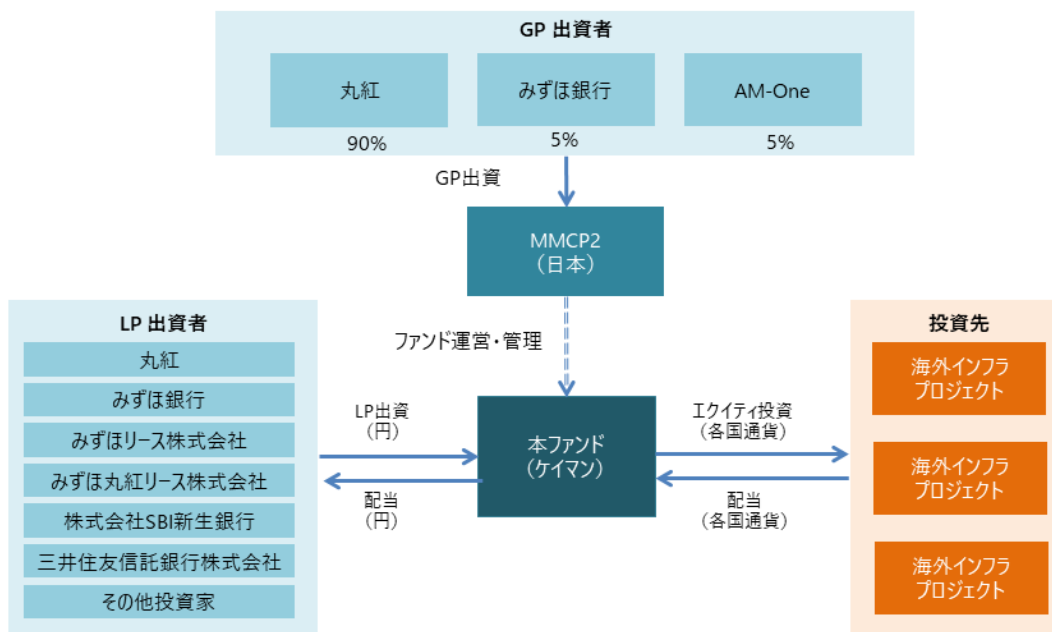 GP 出資者
丸紅
みずほ銀行
AM-One
90%
5%
5%
GP出資
MMCP2
（日本）
ファンド運営・管理
LP 出資者
丸紅
みずほ銀行
みずほリース株式会社
みずほ丸紅リース株式会社
株式会社SBI新生銀行
三井住友信託銀行株式会社
その他投資家
LP出資
（円）
配当
（円）
本ファンド
（ケイマン）
エクイティ投資
（各国通貨）
配当
（各国通貨）
投資先
海外インフラ
プロジェクト
海外インフラ
プロジェクト
海外インフラ
プロジェクト